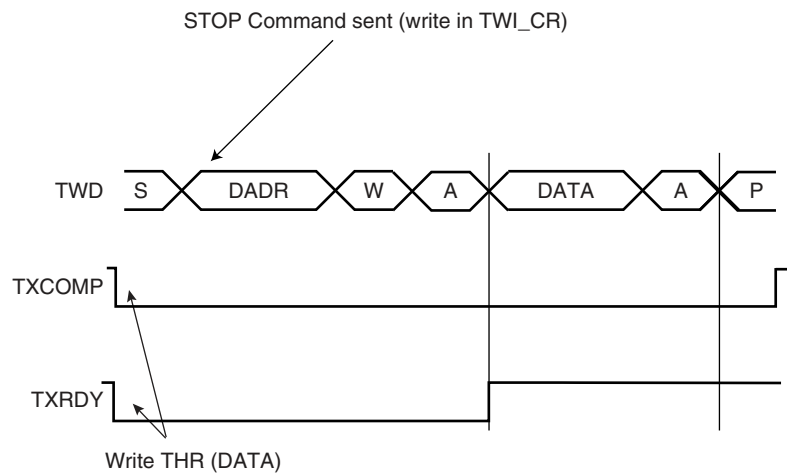 STOP Command sent (write in TWI_CR)
TWD S DADR W A DATA A P
TXCOMP
TXRDY
Write THR (DATA)